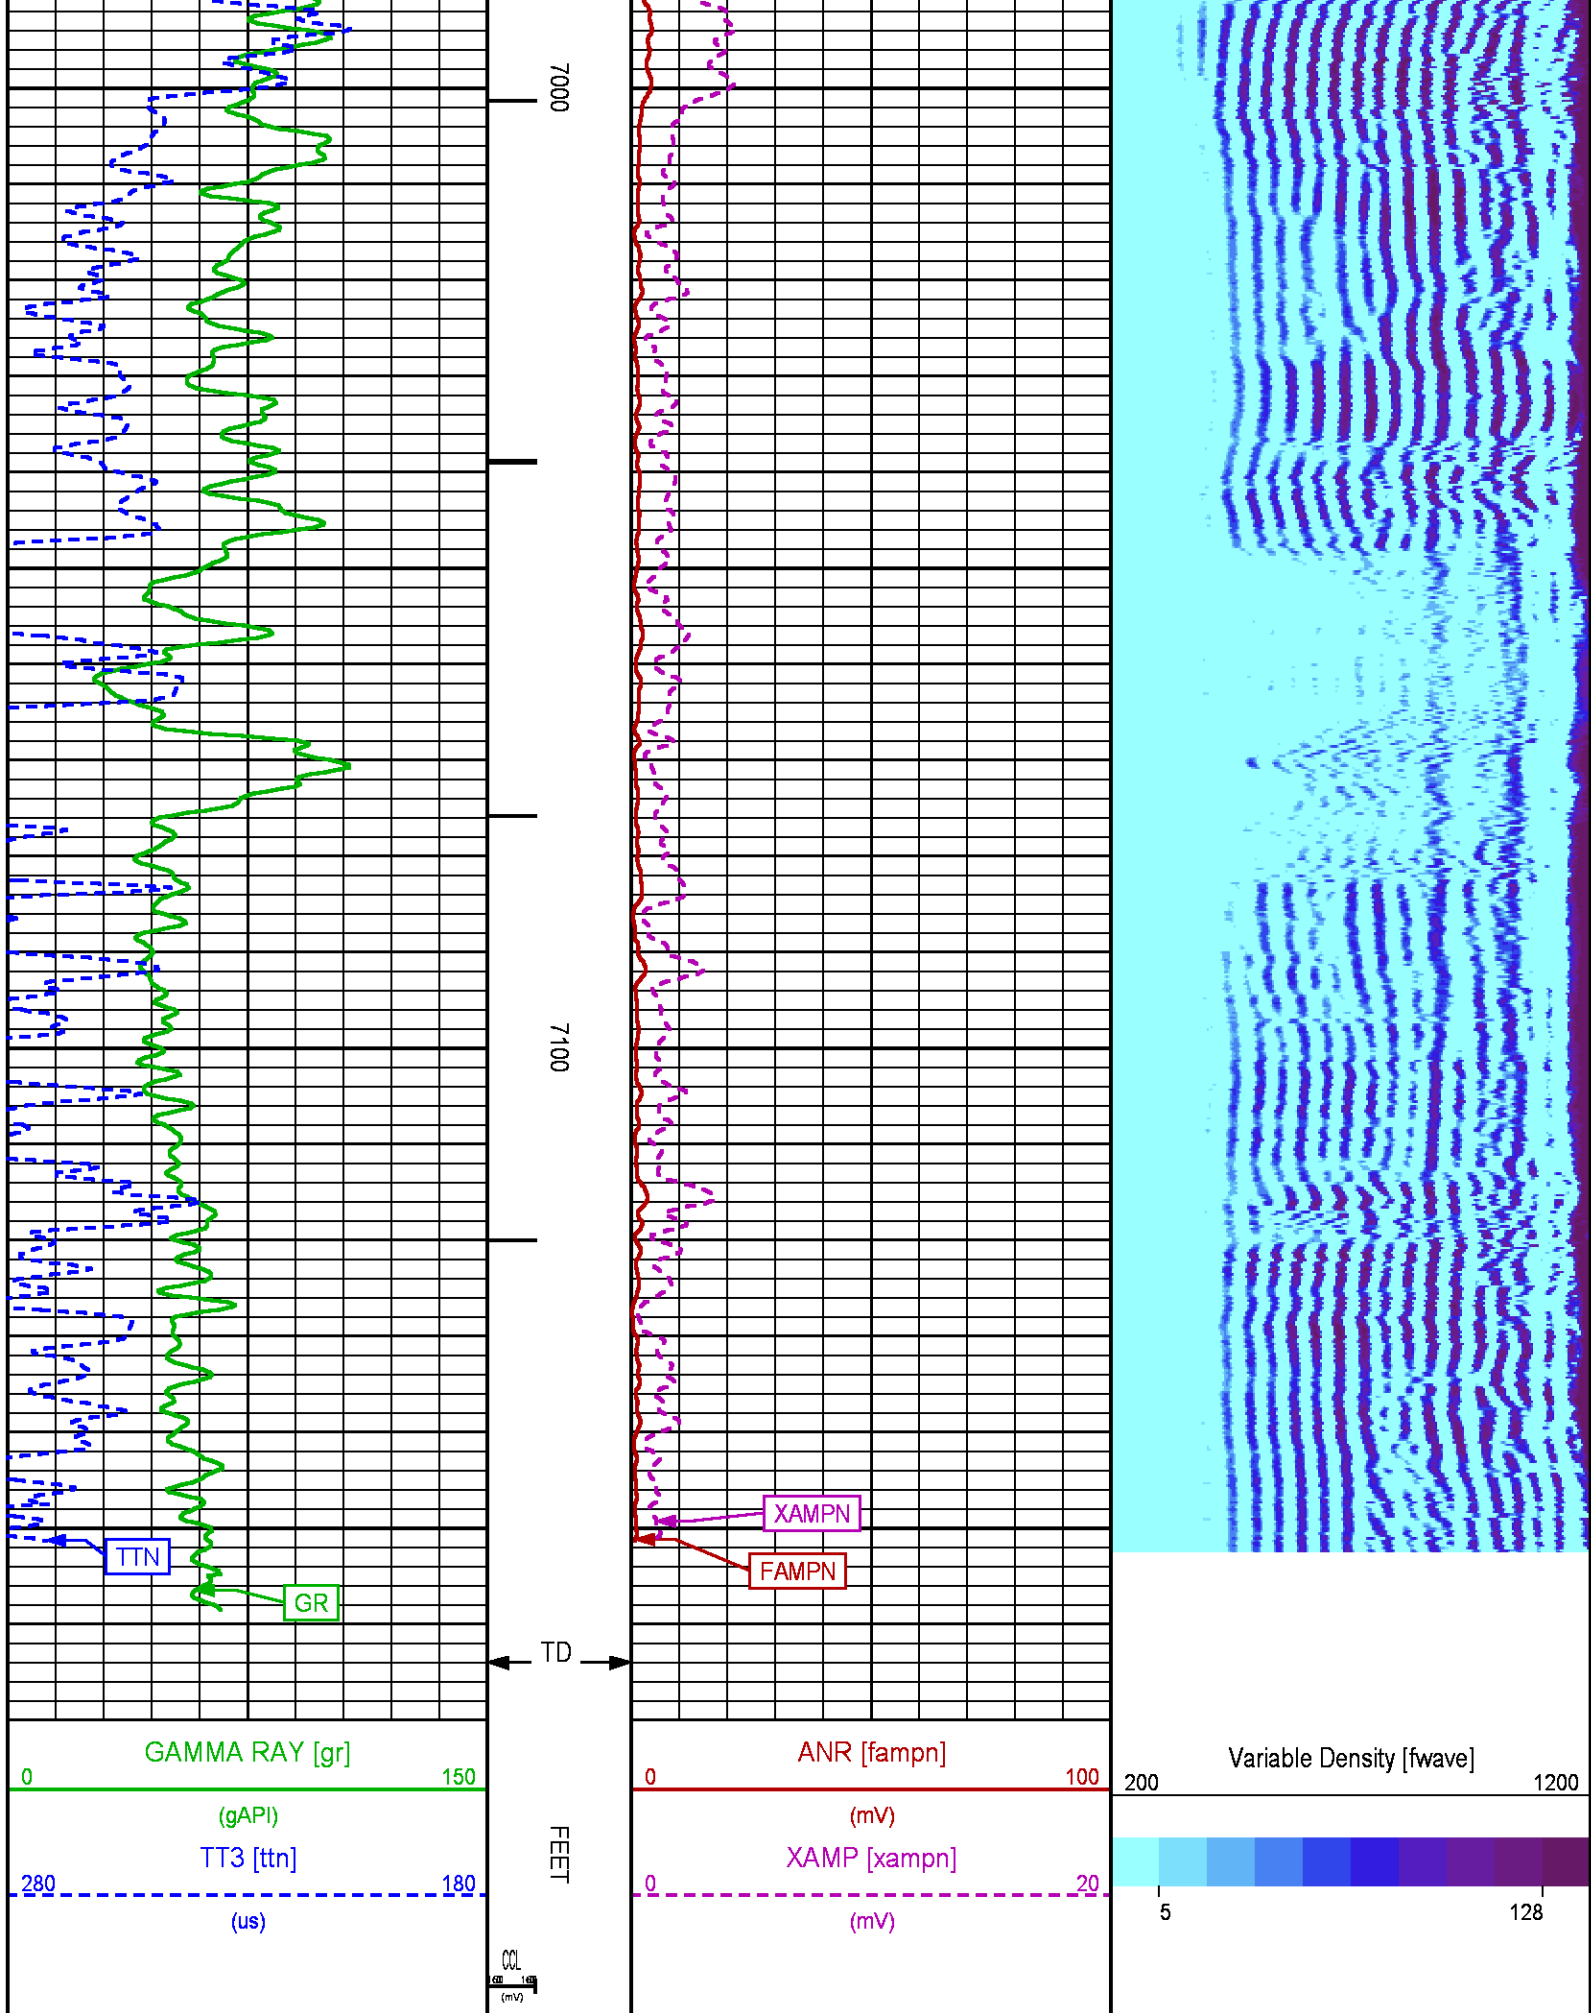 7000
7100
XAMPN
TTN
FAMPN
GR
TD
GAMMA RAY [gr]
0 150
(gAPI)
TT3 [ttn]
280 180
(us)
FEET
CCL
(mV)
ANR [fampn]
0 100
(mV)
XAMP [xampn]
0 20
(mV)
Variable Density [fwave]
200 1200
5 128